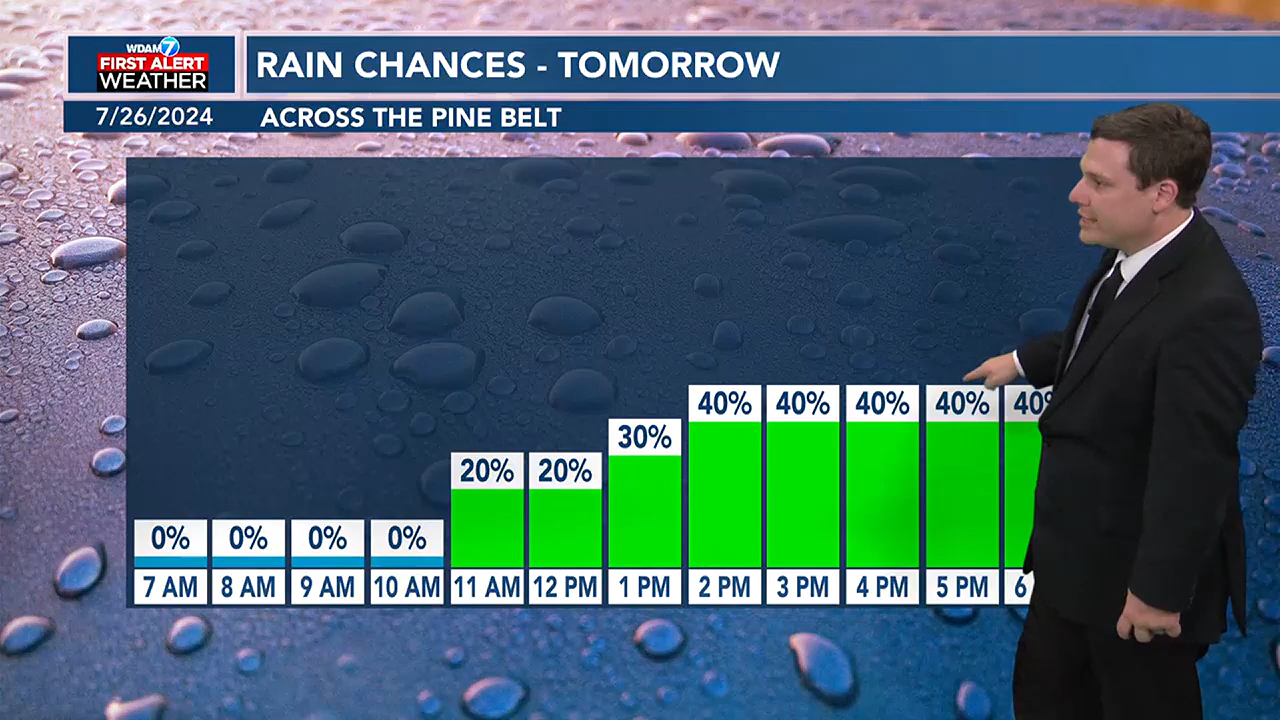 WDAM7
FIRST ALERT
WEATHER
RAIN CHANCES - TOMORROW
7/26/2024
ACROSS THE PINE BELT
40% 40% 40% 40%
30%
20% 20%
0% 0% 0% 0%
7 AM 8 AM 9 AM 10 AM 11 AM 12 PM 1 PM 2 PM 3 PM 4 PM 5 PM 6